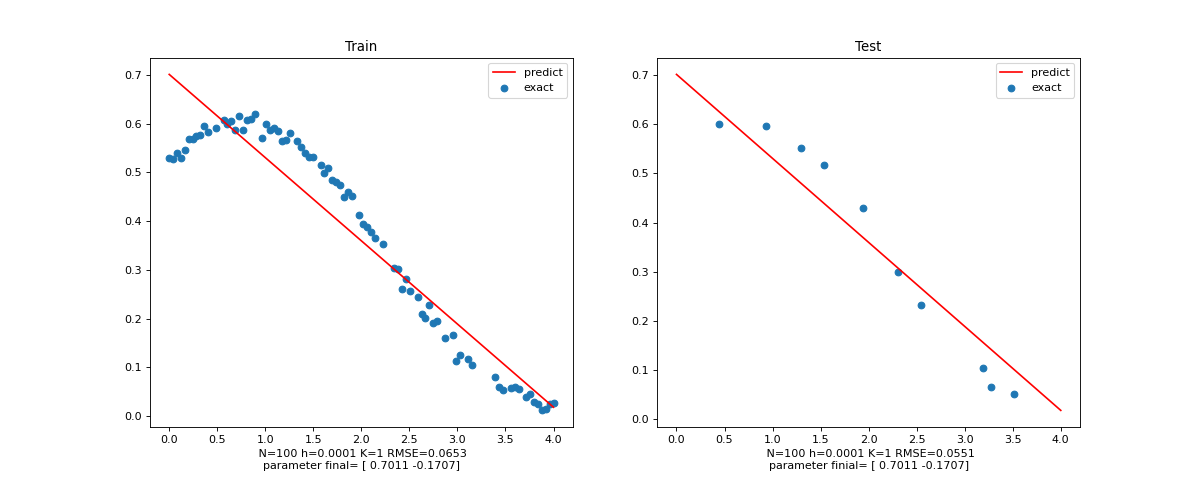 Train
predict
exact
0.7
0.6
0.5
0.4
0.3
0.2
0.1
0.0
0.0 0.5 1.0 1.5 2.0 2.5 3.0 3.5 4.0
N=100 h=0.0001 K=1 RMSE=0.0653
parameter final= [ 0.7011 -0.1707]
Test
predict
exact
0.7
0.6
0.5
0.4
0.3
0.2
0.1
0.0
0.0 0.5 1.0 1.5 2.0 2.5 3.0 3.5 4.0
N=100 h=0.0001 K=1 RMSE=0.0551
parameter finial= [ 0.7011 -0.1707]